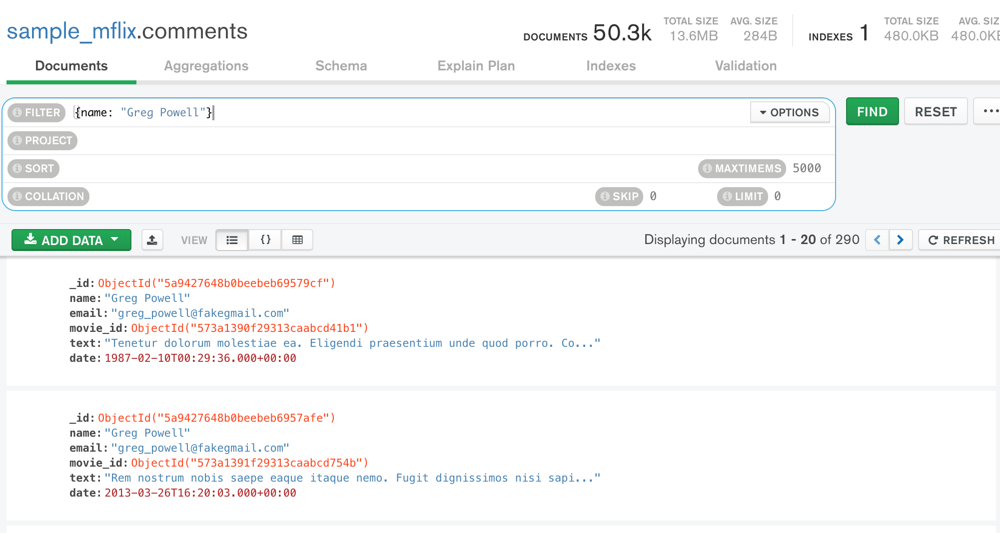 sample_mflix.comments
DOCUMENTS 50.3k TOTAL SIZE 13.6MB AVG. SIZE 284B INDEXES 1 TOTAL SIZE 480.0KB AVG. SIZ 480.0KB
Documents Aggregations Schema Explain Plan Indexes Validation
FILTER {name: "Greg Powell"} OPTIONS FIND RESET ...
PROJECT
SORT MAXTIMEMS 5000
COLLATION SKIP 0 LIMIT 0
ADD DATA VIEW {} Displaying documents 1 - 20 of 290 REFRESH
_id: ObjectId("5a9427648b0beebeb69579cf")
name: "Greg Powell"
email: "greg_powell@fakegmail.com"
movie_id: ObjectId("573a1390f29313caabcd41b1")
text: "Tenetur dolorum molestiae ea. Eligendi praesentium unde quod porro. Co..."
date: 1987-02-10T00:29:36.000+00:00
_id: ObjectId("5a9427648b0beebeb6957afe")
name: "Greg Powell"
email: "greg_powell@fakegmail.com"
movie_id: ObjectId("573a1391f29313caabcd754b")
text: "Rem nostrum nobis saepe eaque itaque nemo. Fugit dignissimos nisi sapi..."
date: 2013-03-26T16:20:03.000+00:00